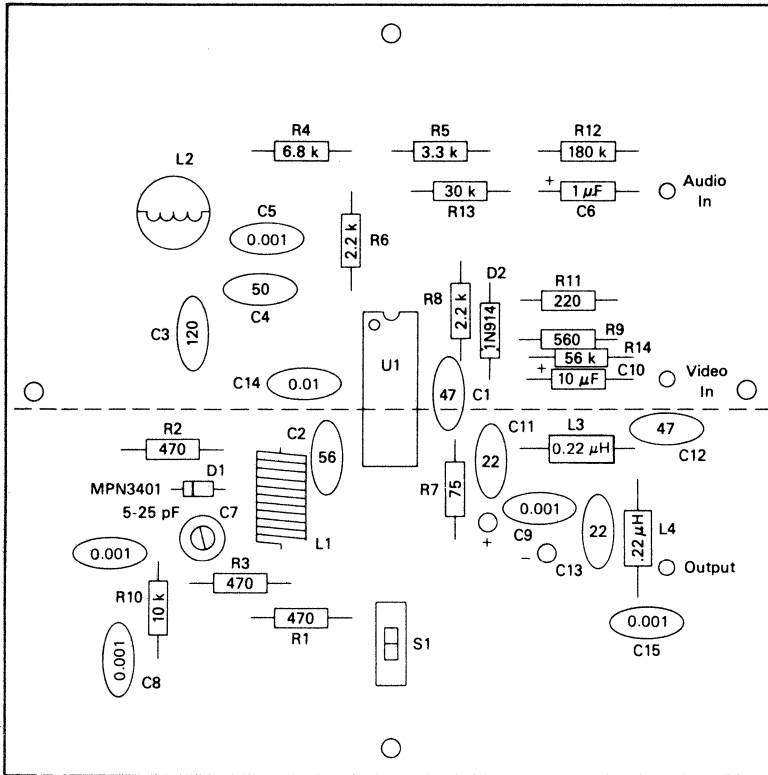 R4
6.8 k
R5
3.3 k
R12
180 k
L2
30 k
R13
+
1 µF
C6
Audio
In
C5
0.001
2.2 k
R6
50
C4
C3
120
R8
2.2 k
D2
1N914
R11
220
560
R9
56 k
R14
+
10 µF
C10
U1
C14
0.01
47
C1
Video
In
R2
470
C2
56
C11
22
L3
0.22 µH
47
C12
D1
MPN3401
5-25 pF
C7
L1
R7
75
+
0.001
C9
−
C13
22
.22 µH
L4
Output
0.001
R3
470
R10
10 k
470
R1
S1
0.001
C15
0.001
C8